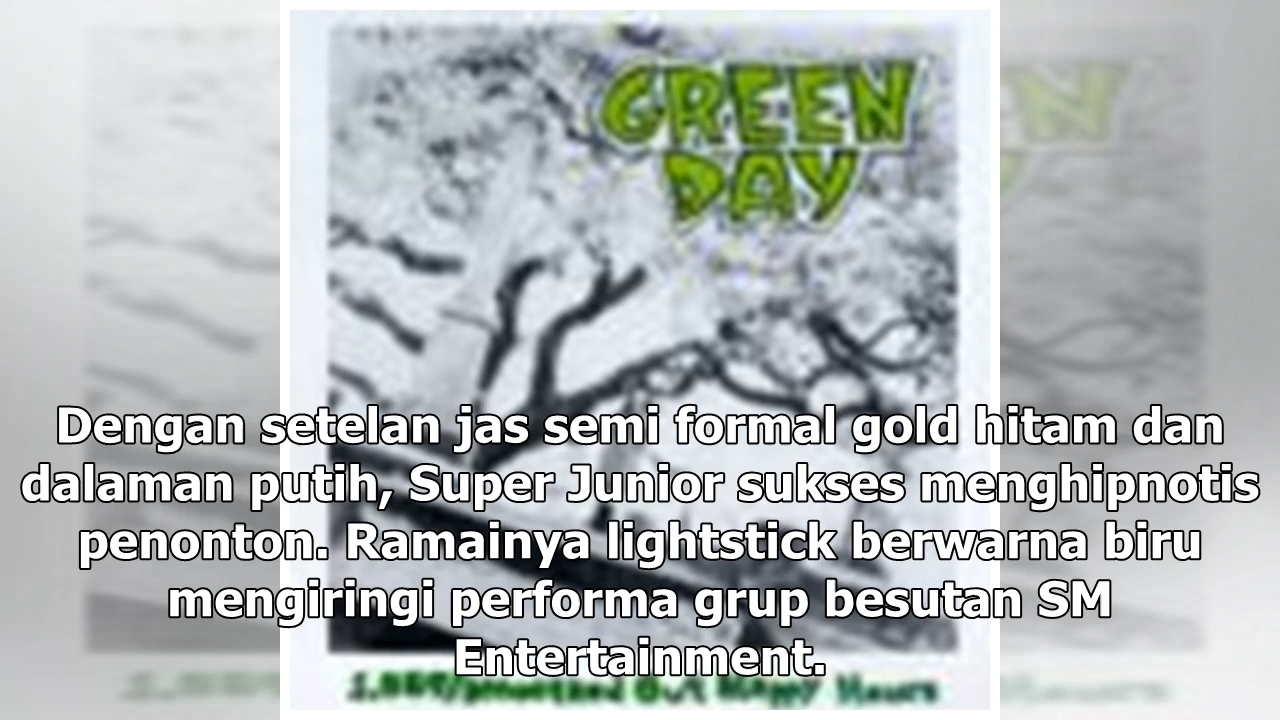 GREEN
DAY
Dengan setelan jas semi formal gold hitam dan
dalaman putih, Super Junior sukses menghipnotis
penonton. Ramainya lightstick berwarna biru
mengiringi performa grup besutan SM
Entertainment.